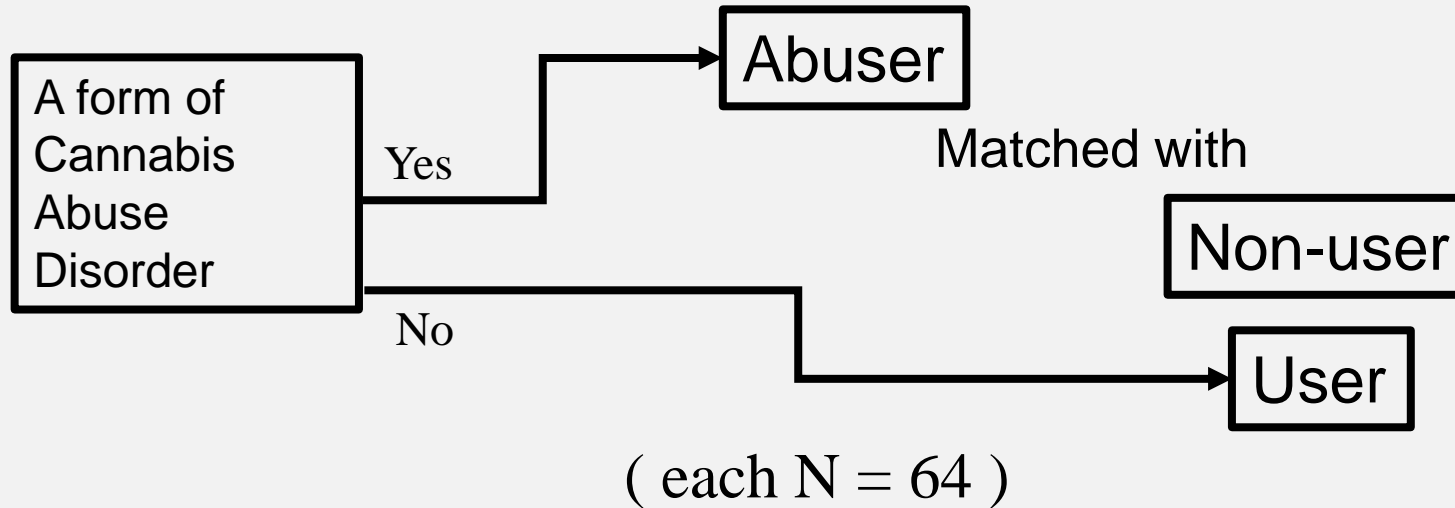 Abuser
A form of
Cannabis
Abuse
Disorder
Yes
Matched with
Non-user
No
User
( each N = 64 )